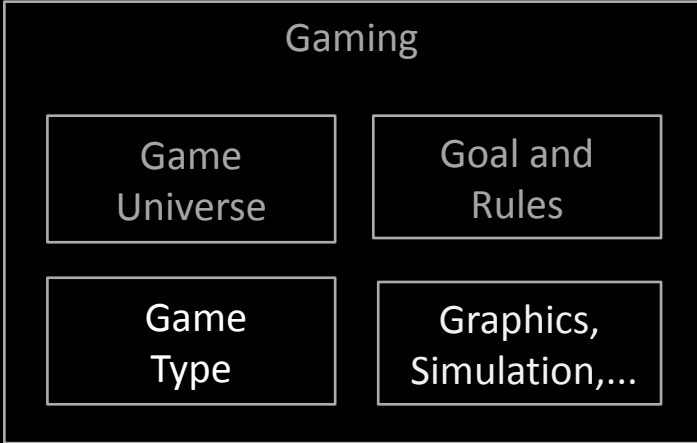 Gaming
Game
Universe
Goal and
Rules
Game
Type
Graphics,
Simulation,...